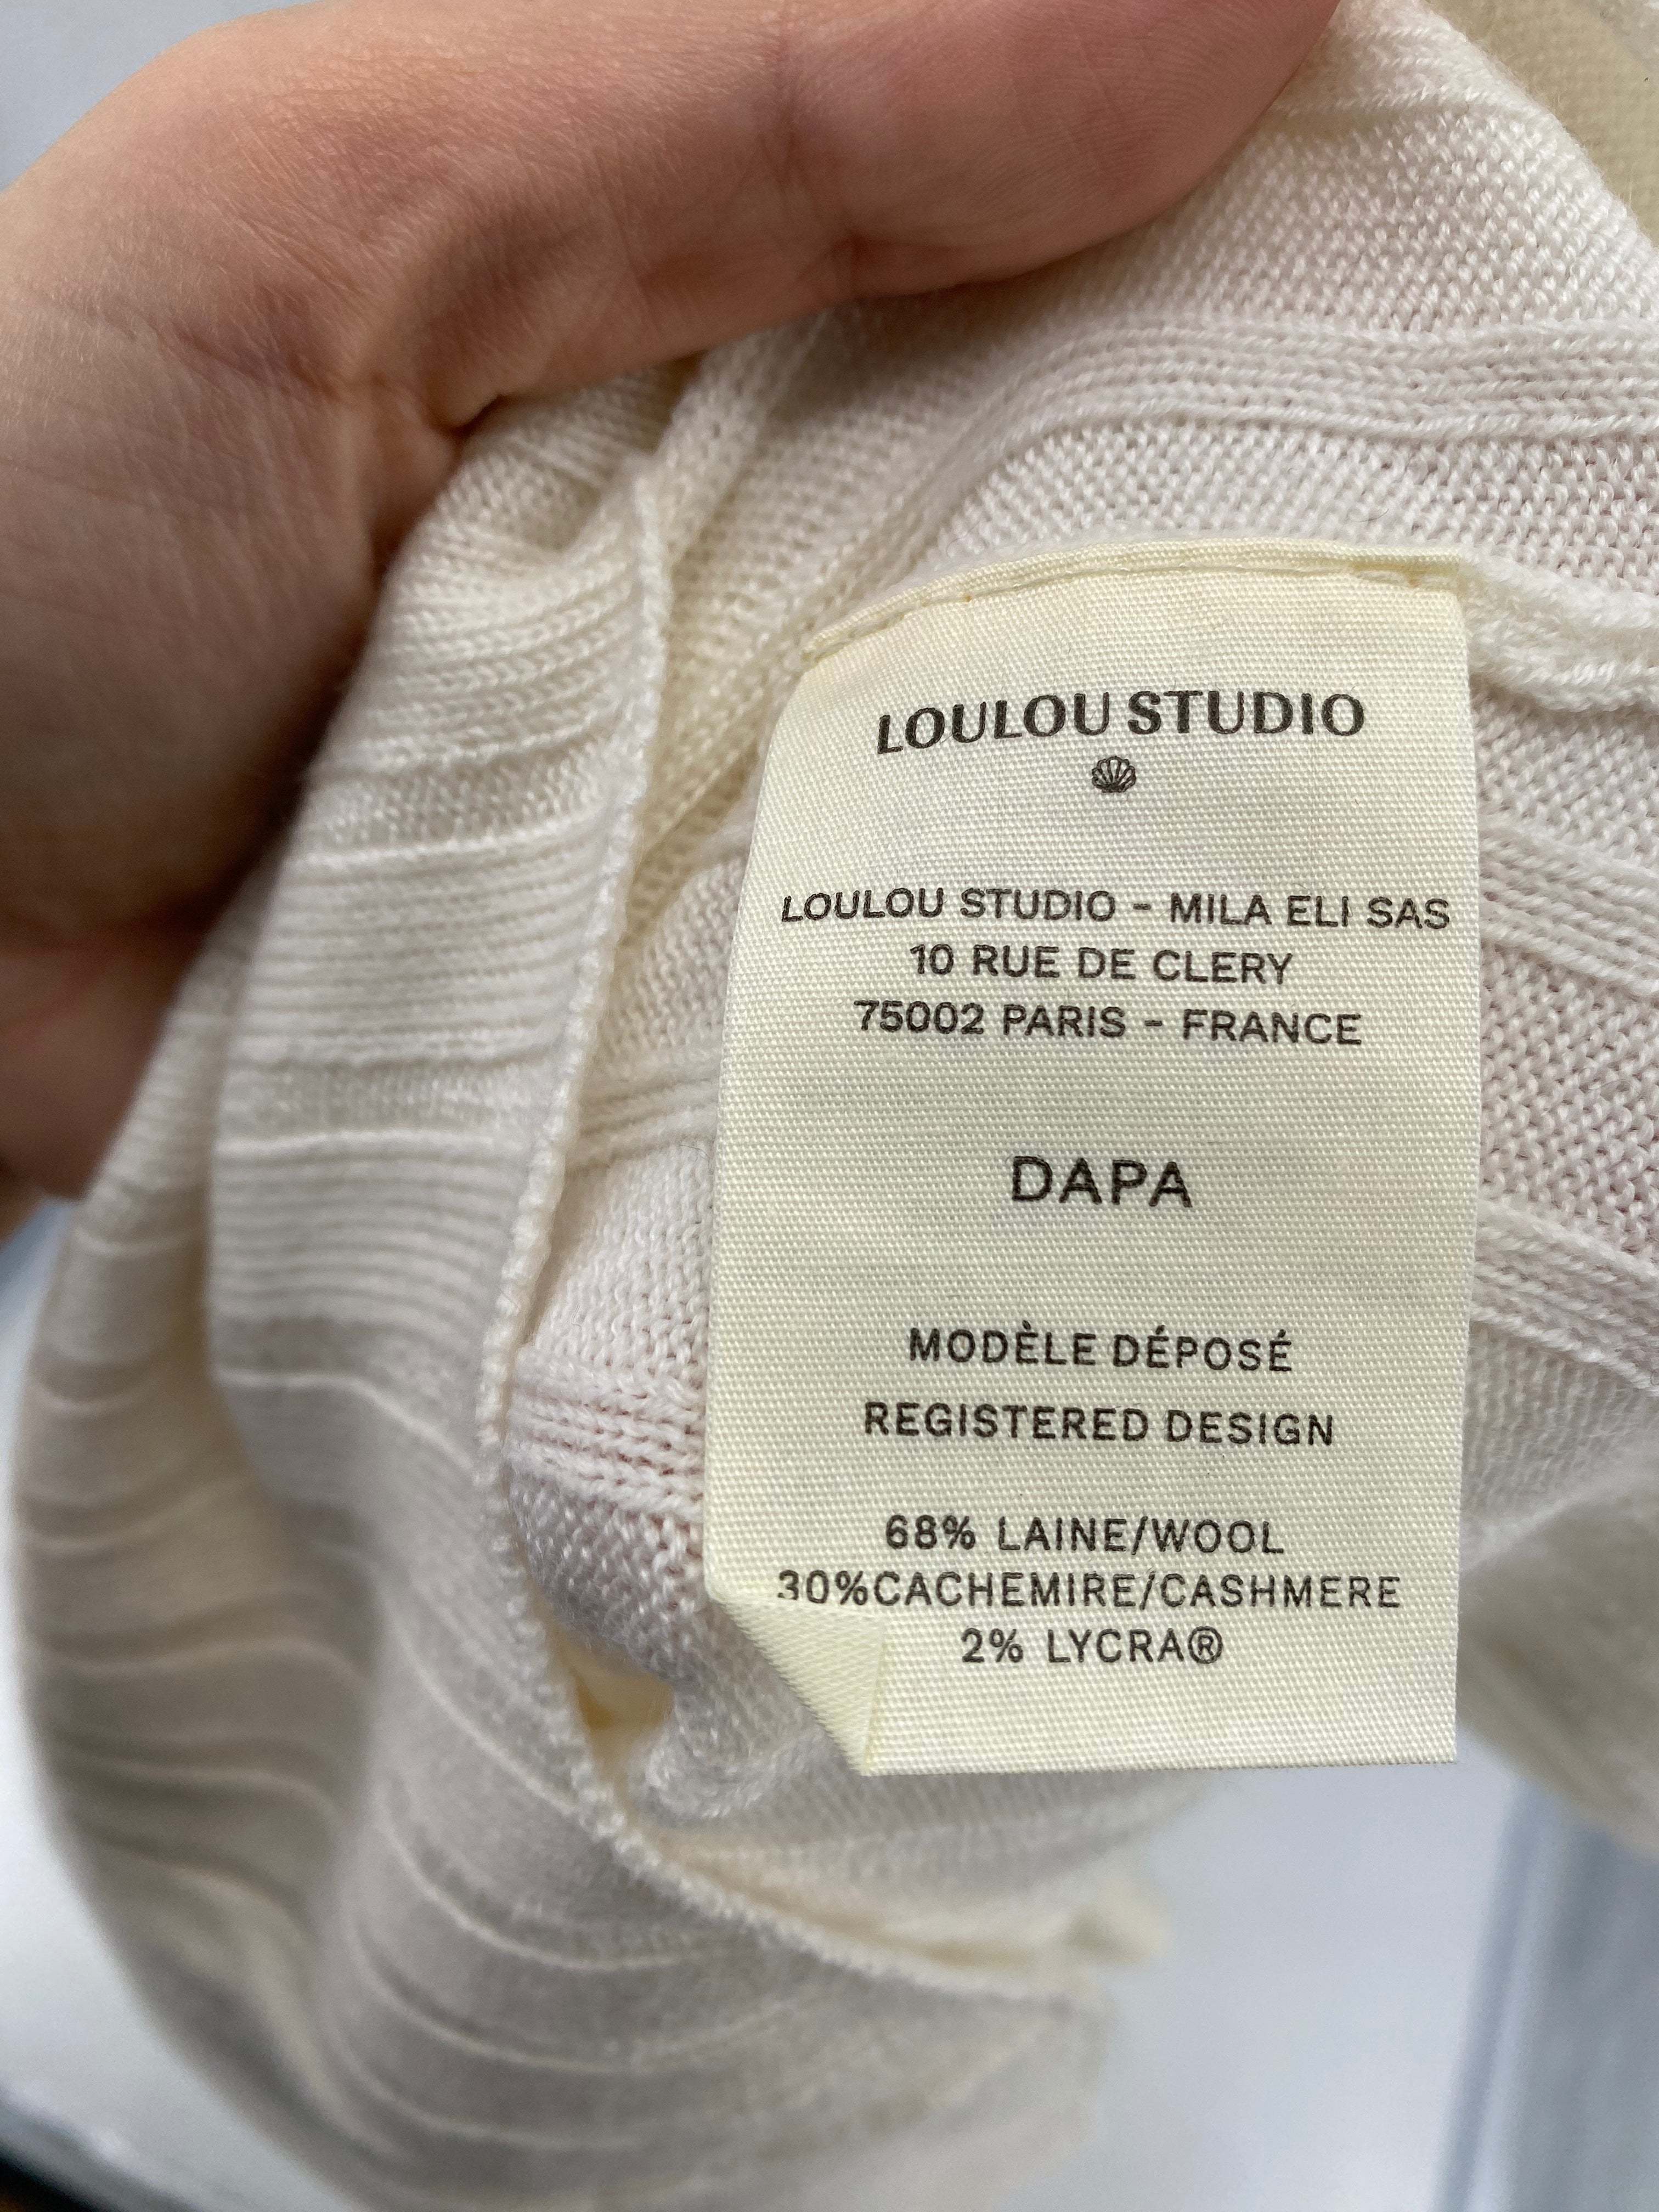 LOULOU STUDIO
LOULOU STUDIO - MILA ELI SAS
10 RUE DE CLERY
75002 PARIS - FRANCE
DAPA
MODÈLE DÉPOSÉ
REGISTERED DESIGN
68% LAINE/WOOL
30%CACHEMIRE/CASHMERE
2% LYCRA®